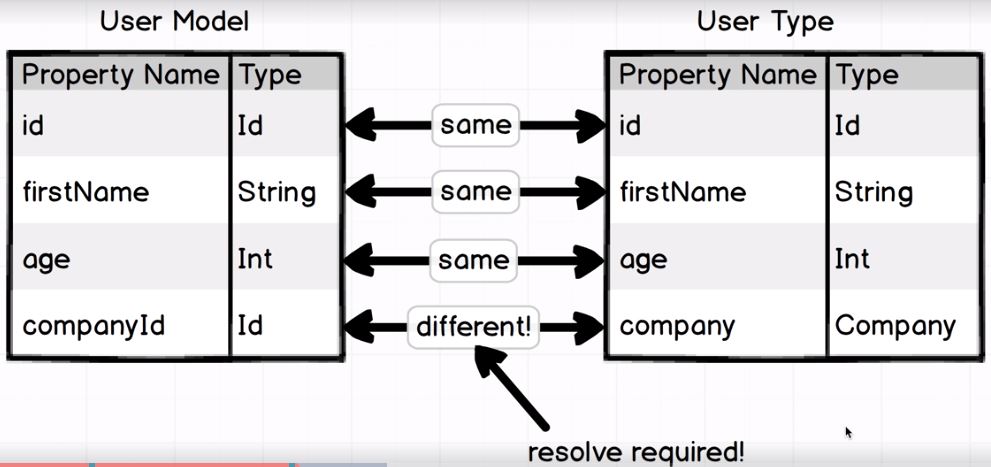 User Model
User Type
Property Name Type
Property Name Type
id Id
same
id Id
firstName String
same
firstName String
age Int
same
age Int
companyId Id
different!
company Company
resolve required!